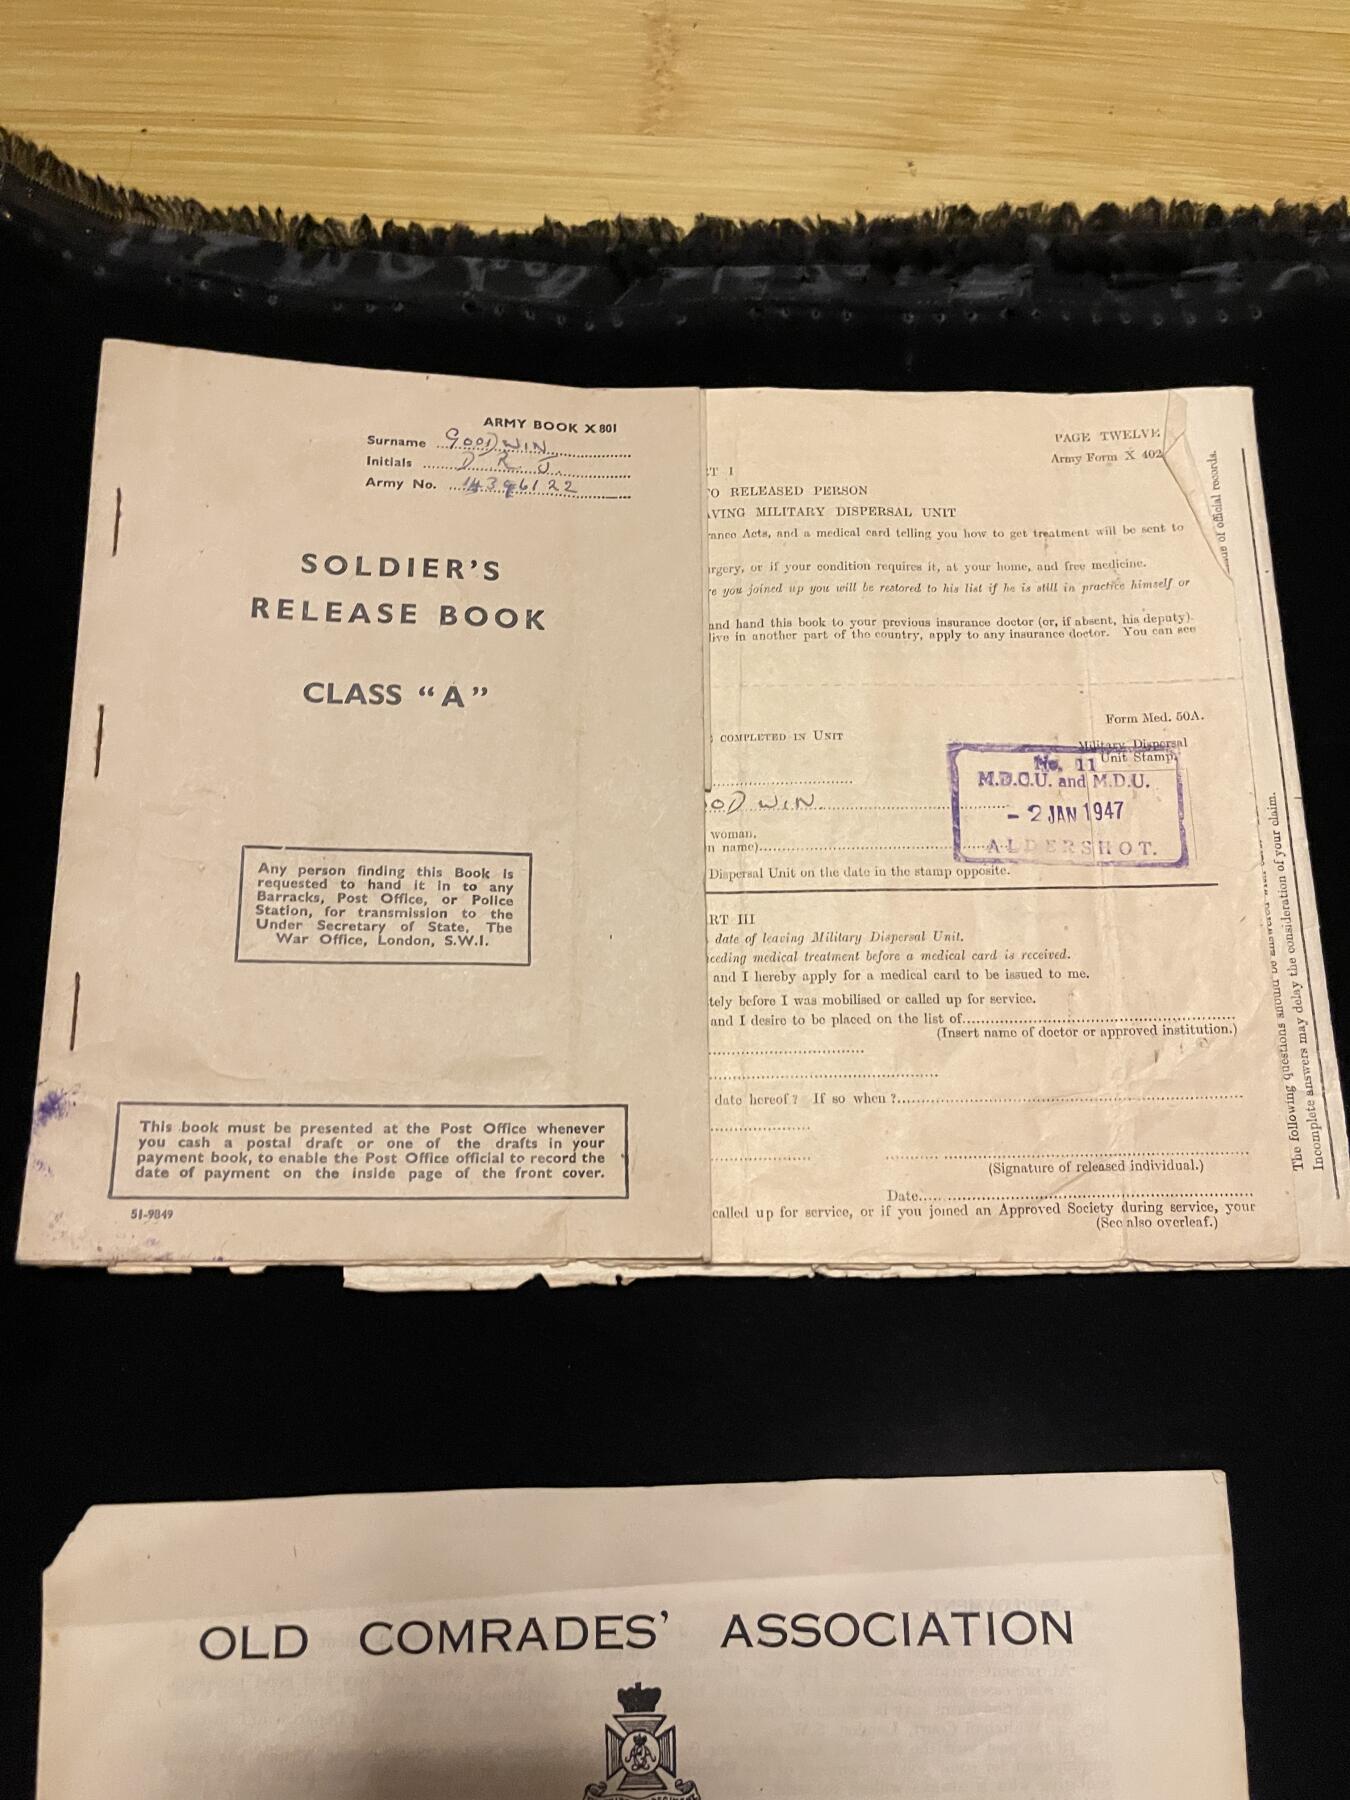 ARMY BOOK X 801
Surname GOODWIN
Initials D. R. J.
Army No. 14396122
SOLDIER'S
RELEASE BOOK
CLASS “A”
Any person finding this Book is
requested to hand it in to any
Barracks, Post Office, or Police
Station, for transmission to the
Under Secretary of State, The
War Office, London, S.W.I.
This book must be presented at the Post Office whenever
you cash a postal draft or one of the drafts in your
payment book, to enable the Post Office official to record the
date of payment on the inside page of the front cover.
51-9849
PAGE TWELVE
Army Form X 402
RT I
TO RELEASED PERSON
AVING MILITARY DISPERSAL UNIT
rance Acts, and a medical card telling you how to get treatment will be sent to
urgery, or if your condition requires it, at your home, and free medicine.
re you joined up you will be restored to his list if he is still in practice himself or
and hand this book to your previous insurance doctor (or, if absent, his deputy).
live in another part of the country, apply to any insurance doctor. You can see
Form Med. 50A.
COMPLETED IN UNIT
Military Dispersal
Unit Stamp
No. 11
M.D.C.U. and M.D.U.
- 2 JAN 1947
ALDERSHOT.
OD WIN
woman,
n name)
Dispersal Unit on the date in the stamp opposite.
RT III
date of leaving Military Dispersal Unit.
eeding medical treatment before a medical card is received.
and I hereby apply for a medical card to be issued to me.
tely before I was mobilised or called up for service.
and I desire to be placed on the list of
(Insert name of doctor or approved institution.)
date hereof? If so when?
(Signature of released individual.)
Date
called up for service, or if you joined an Approved Society during service, your
(See also overleaf.)
of official records.
The following questions should be answered with
Incomplete answers may delay the consideration of your claim.
OLD COMRADES' ASSOCIATION